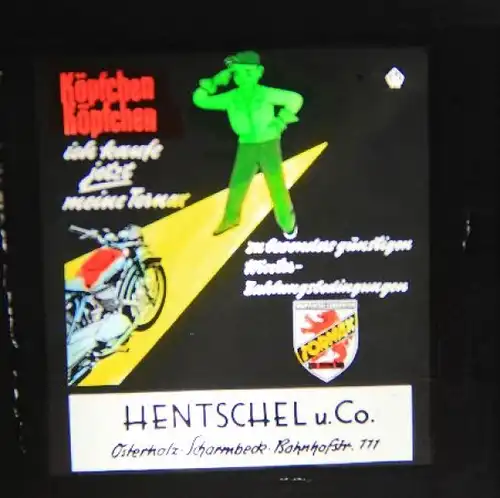 Köpfchen
Köpfchen
ich kaufe
jetzt
meine Tornax
zu besonders günstigen
Winter-
Zahlungsbedingungen
TORNAX
HENTSCHEL u. Co.
Osterholz-Scharmbeck·Bahnhofstr. 111